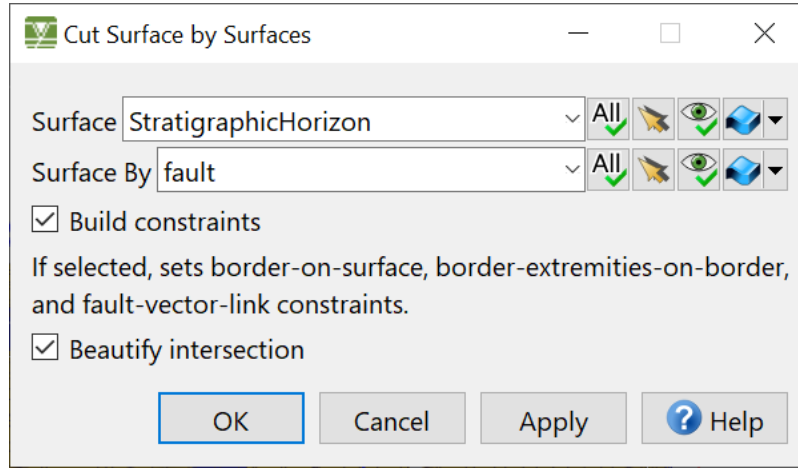 Cut Surface by Surfaces
Surface StratigraphicHorizon All
Surface By fault All
Build constraints
If selected, sets border-on-surface, border-extremities-on-border,
and fault-vector-link constraints.
Beautify intersection
OK Cancel Apply ? Help